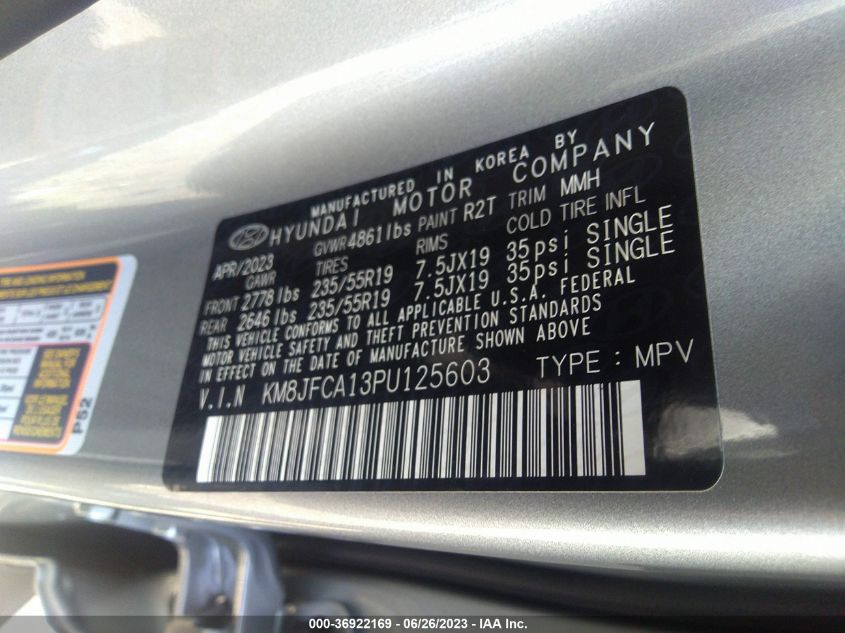 MANUFACTURED IN KOREA BY
HYUNDAI MOTOR COMPANY
APR/2023 GVWR 4861lbs PAINT R2T TRIM MMH
GAWR TIRES RIMS COLD TIRE INFL
FRONT 2778 lbs 235/55R19 7.5JX19 35psi SINGLE
REAR 2646 lbs 235/55R19 7.5JX19 35psi SINGLE
THIS VEHICLE CONFORMS TO ALL APPLICABLE U.S.A. FEDERAL
MOTOR VEHICLE SAFETY AND THEFT PREVENTION STANDARDS
IN EFFECT ON THE DATE OF MANUFACTURE SHOWN ABOVE
V.I.N KM8JFCA13PU125603 TYPE : MPV
P52
000-36922169 - 06/26/2023 - IAA Inc.